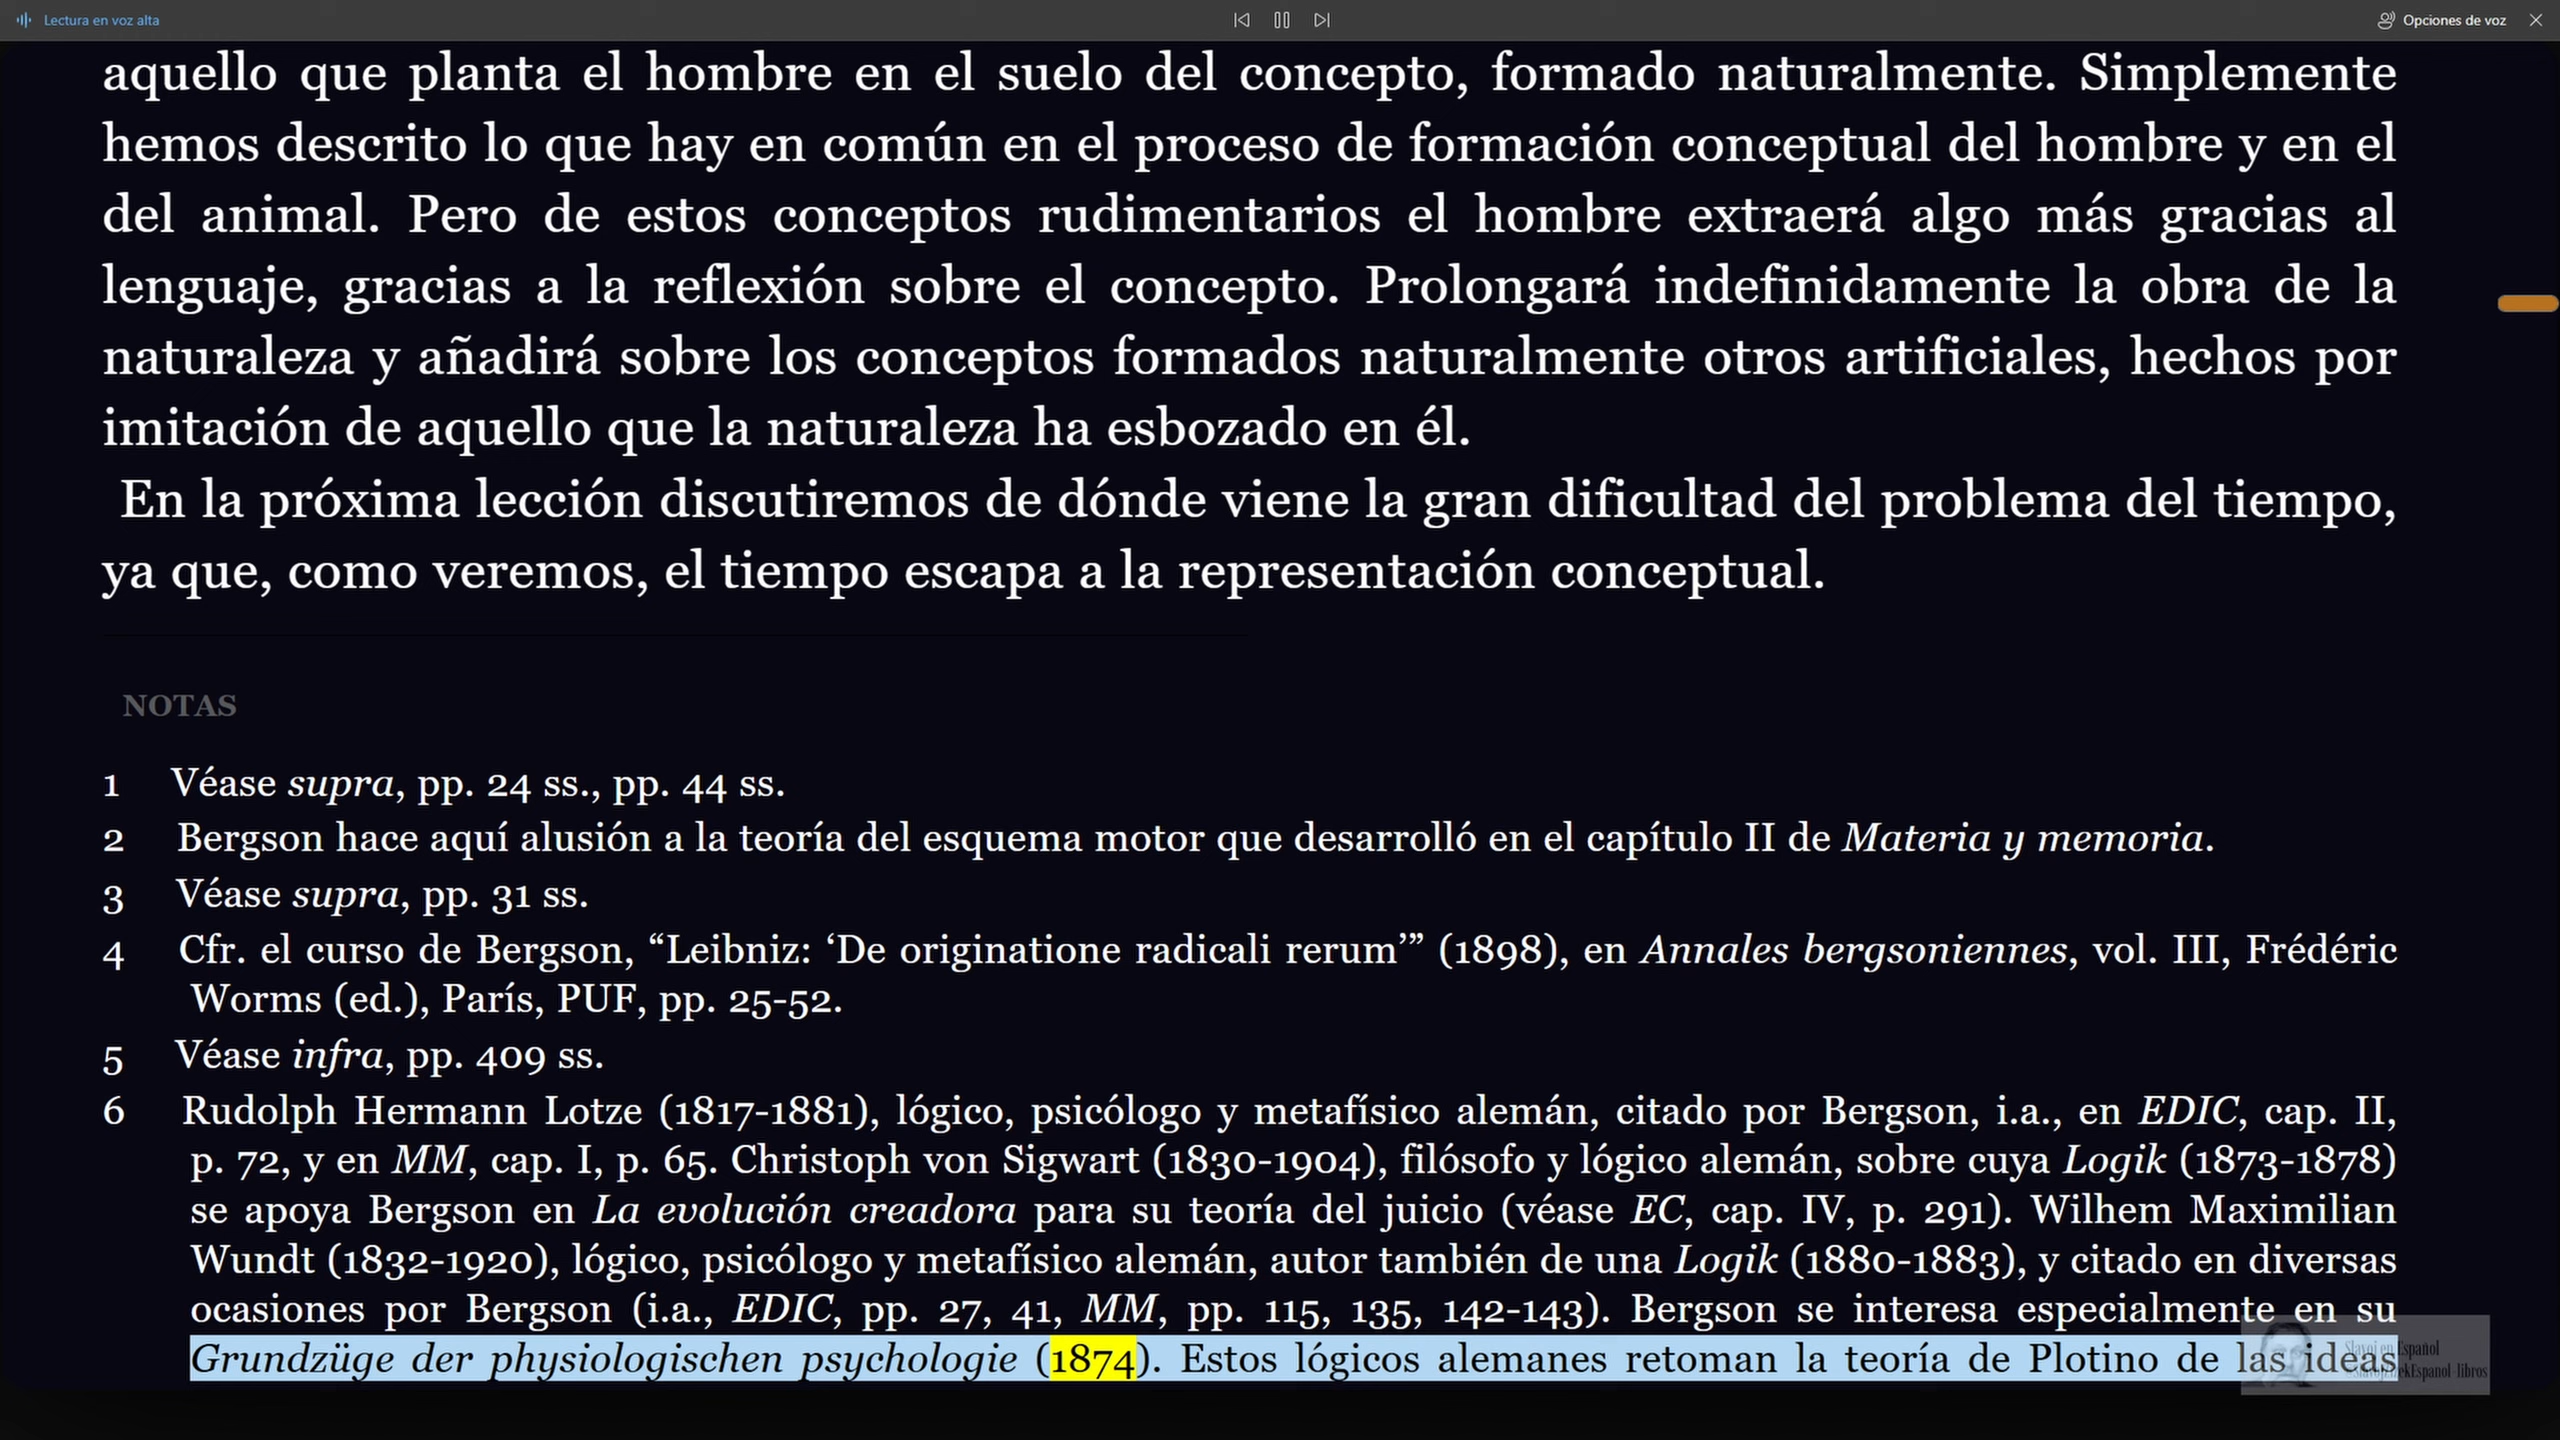 Lectura en voz alta
Opciones de voz
aquello que planta el hombre en el suelo del concepto, formado naturalmente. Simplemente
hemos descrito lo que hay en común en el proceso de formación conceptual del hombre y en el
del animal. Pero de estos conceptos rudimentarios el hombre extraerá algo más gracias al
lenguaje, gracias a la reflexión sobre el concepto. Prolongará indefinidamente la obra de la
naturaleza y añadirá sobre los conceptos formados naturalmente otros artificiales, hechos por
imitación de aquello que la naturaleza ha esbozado en él.
En la próxima lección discutiremos de dónde viene la gran dificultad del problema del tiempo,
ya que, como veremos, el tiempo escapa a la representación conceptual.
NOTAS
1 Véase supra, pp. 24 ss., pp. 44 ss.
2 Bergson hace aquí alusión a la teoría del esquema motor que desarrolló en el capítulo II de Materia y memoria.
3 Véase supra, pp. 31 ss.
4 Cfr. el curso de Bergson, “Leibniz: ‘De originatione radicali rerum’” (1898), en Annales bergsoniennes, vol. III, Frédéric
Worms (ed.), París, PUF, pp. 25-52.
5 Véase infra, pp. 409 ss.
6 Rudolph Hermann Lotze (1817-1881), lógico, psicólogo y metafísico alemán, citado por Bergson, i.a., en EDIC, cap. II,
p. 72, y en MM, cap. I, p. 65. Christoph von Sigwart (1830-1904), filósofo y lógico alemán, sobre cuya Logik (1873-1878)
se apoya Bergson en La evolución creadora para su teoría del juicio (véase EC, cap. IV, p. 291). Wilhem Maximilian
Wundt (1832-1920), lógico, psicólogo y metafísico alemán, autor también de una Logik (1880-1883), y citado en diversas
ocasiones por Bergson (i.a., EDIC, pp. 27, 41, MM, pp. 115, 135, 142-143). Bergson se interesa especialmente en su
Grundzüge der physiologischen psychologie (1874). Estos lógicos alemanes retoman la teoría de Plotino de las ideas
Slavoj en Español